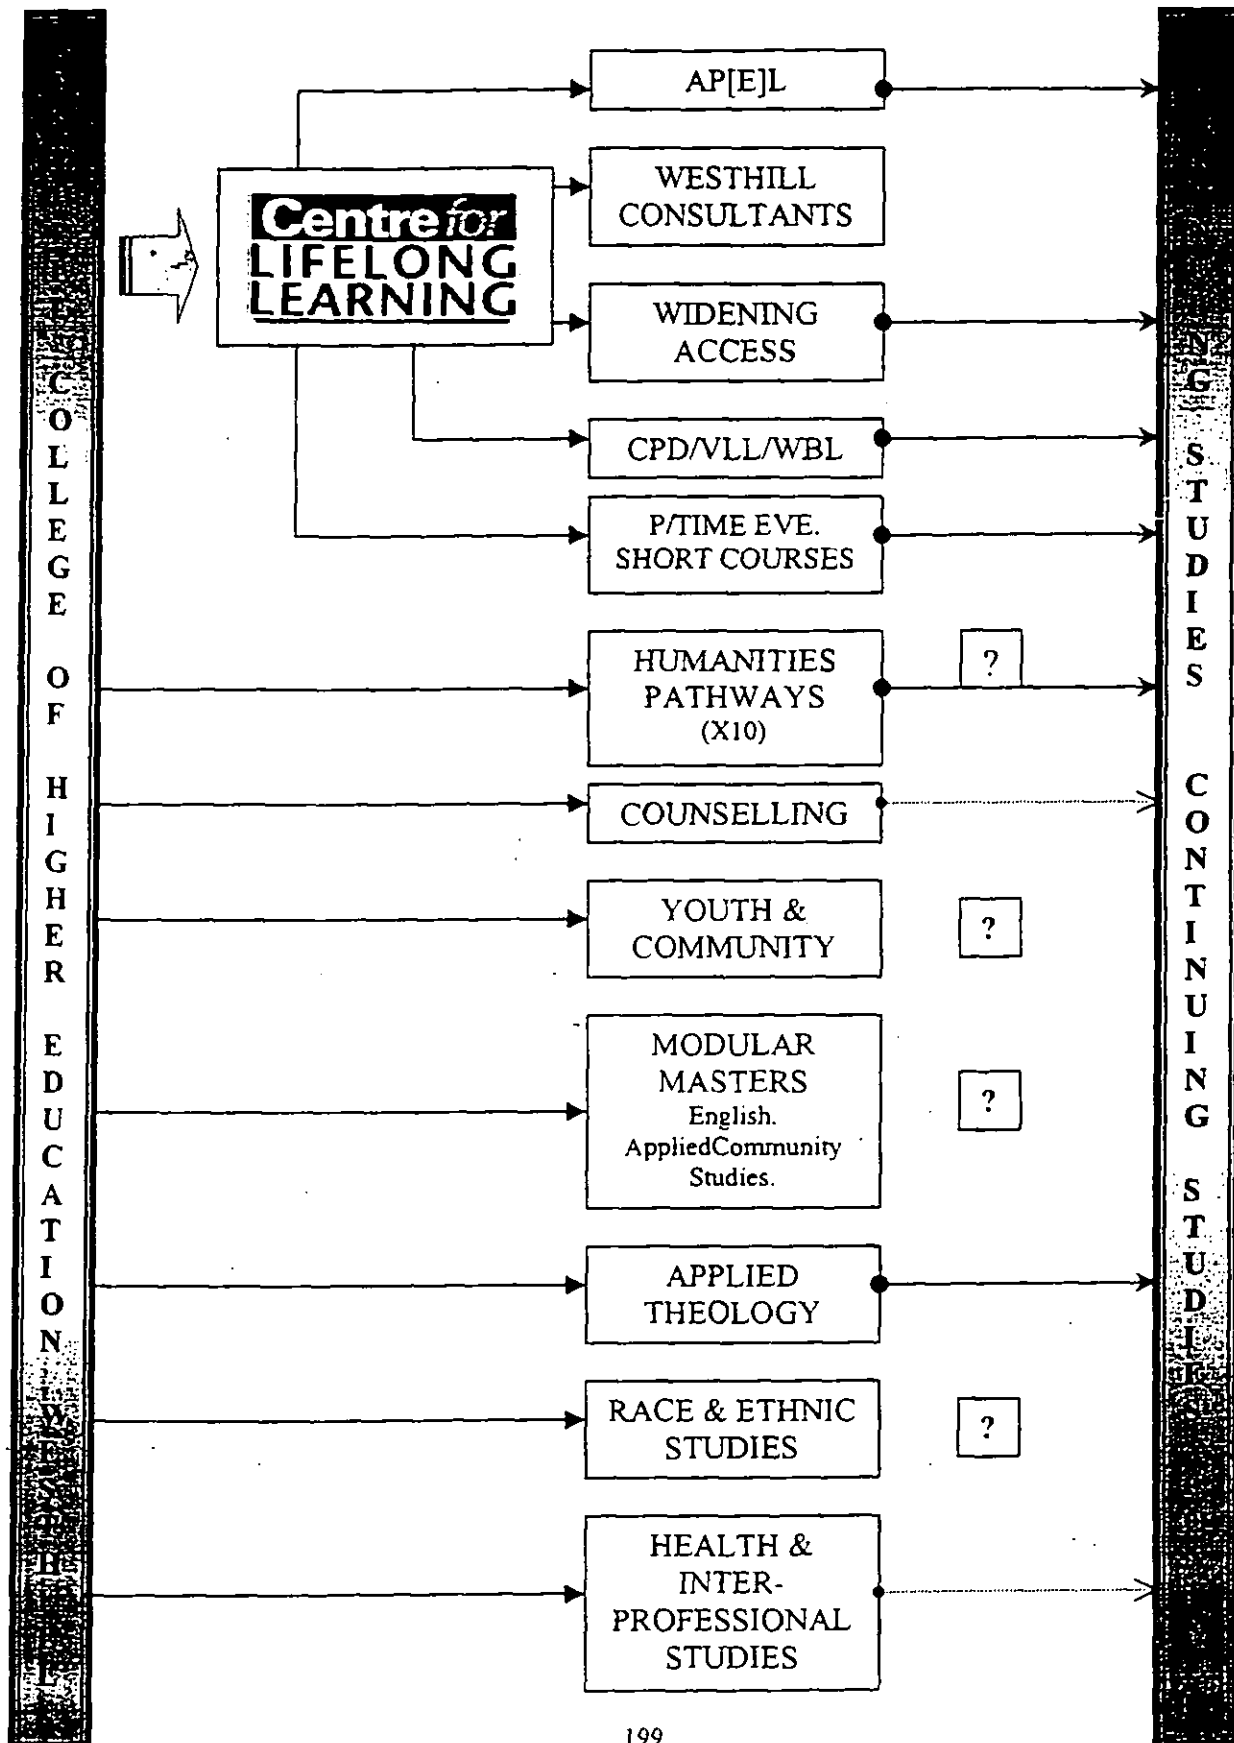 AP[E]L
WESTHILL
CONSULTANTS
Centre for
LIFELONG
LEARNING
WIDENING
ACCESS
CPD/VLL/WBL
P/TIME EVE.
SHORT COURSES
HUMANITIES
PATHWAYS
(X10)
?
COUNSELLING
YOUTH &
COMMUNITY
?
MODULAR
MASTERS
English.
AppliedCommunity
Studies.
?
APPLIED
THEOLOGY
RACE & ETHNIC
STUDIES
?
HEALTH &
INTER-
PROFESSIONAL
STUDIES
COLLEGE OF HIGHER EDUCATION WESTHILL
STUDIES CONTINUING STUDIES
199